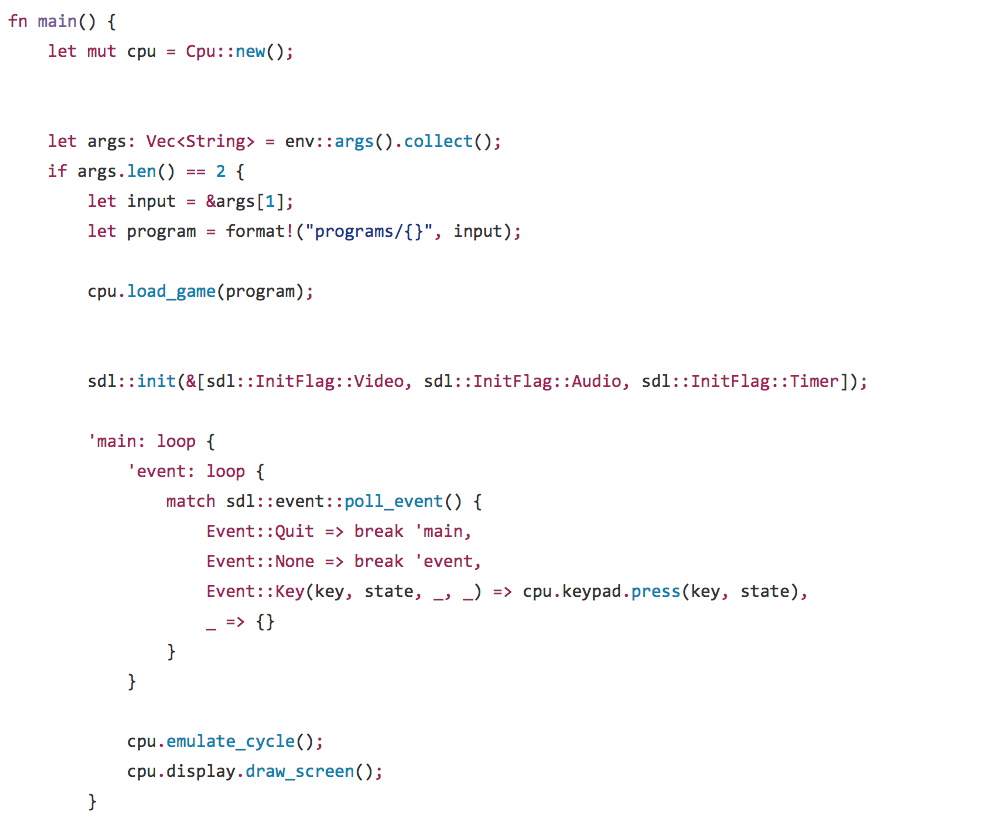 fn main() {
    let mut cpu = Cpu::new();
    let args: Vec<String> = env::args().collect();
    if args.len() == 2 {
        let input = &args[1];
        let program = format!("programs/{}", input);
        cpu.load_game(program);
        sdl::init(&[sdl::InitFlag::Video, sdl::InitFlag::Audio, sdl::InitFlag::Timer]);
        'main: loop {
            'event: loop {
                match sdl::event::poll_event() {
                    Event::Quit => break 'main,
                    Event::None => break 'event,
                    Event::Key(key, state, _, _) => cpu.keypad.press(key, state),
                    _ => {}
                }
            }
            cpu.emulate_cycle();
            cpu.display.draw_screen();
        }